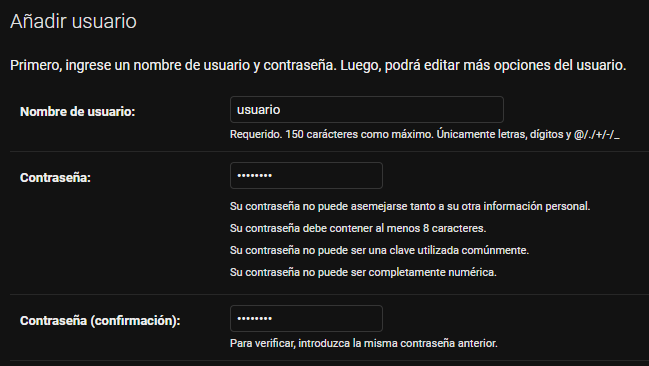 Añadir usuario
Primero, ingrese un nombre de usuario y contraseña. Luego, podrá editar más opciones del usuario.
Nombre de usuario: usuario
Requerido. 150 carácteres como máximo. Únicamente letras, dígitos y @/./+/-/_
Contraseña: ••••••••
Su contraseña no puede asemejarse tanto a su otra información personal.
Su contraseña debe contener al menos 8 caracteres.
Su contraseña no puede ser una clave utilizada comúnmente.
Su contraseña no puede ser completamente numérica.
Contraseña (confirmación): ••••••••
Para verificar, introduzca la misma contraseña anterior.